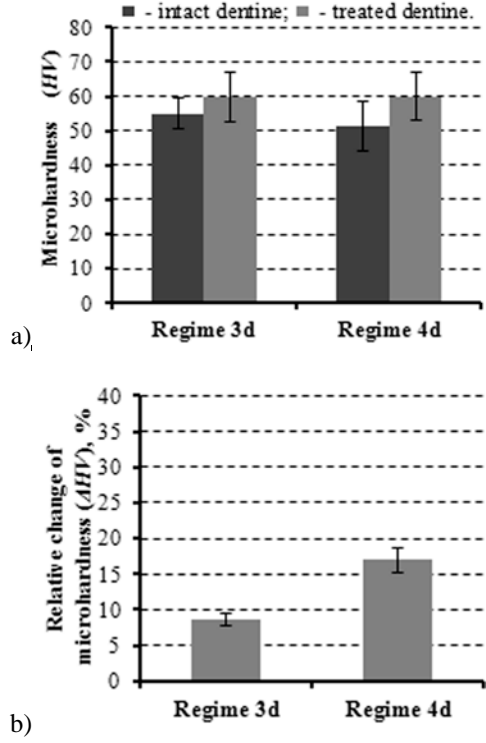 - intact dentine; - treated dentine.
Microhardness (HV)
80
70
60
50
40
30
20
10
0
Regime 3d Regime 4d
a)
Relative change of
microhardness (ΔHV), %
40
35
30
25
20
15
10
5
0
Regime 3d Regime 4d
b)